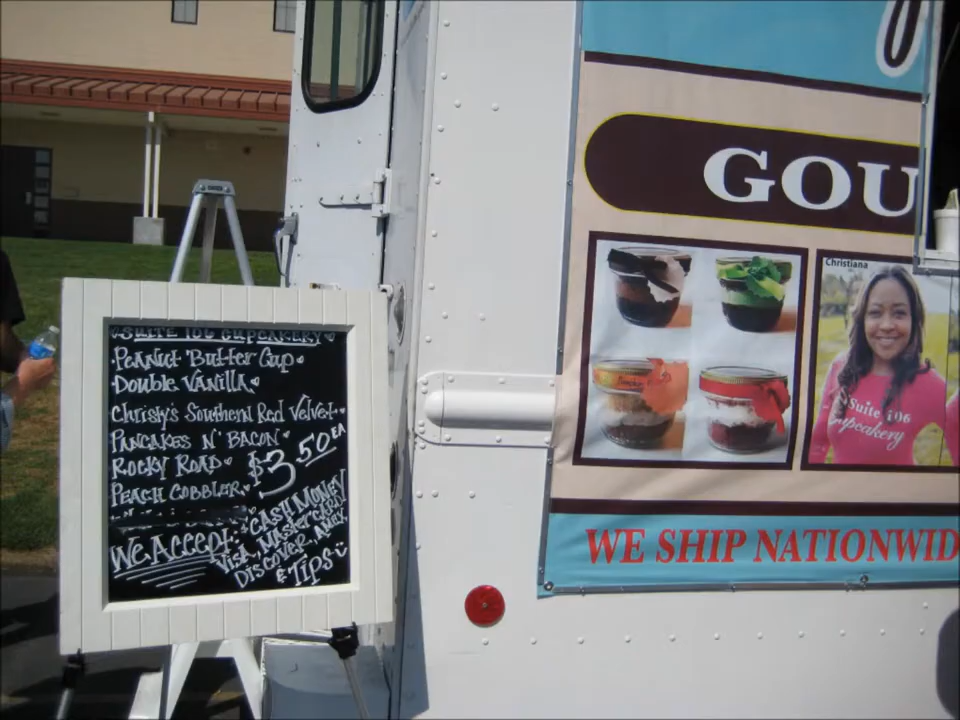 SUITE 106 CUPCAKERY
PEANUT BUTTER CUP
DOUBLE VANILLA
Christy's Southern Red Velvet
PANCAKES N' BACON
ROCKY ROAD
PEACH COBBLER
$3.50 EA
WE ACCEPT:
CASH MONEY
VISA, MASTERCARD
DISCOVER, AMEX
& TIPS
GOU
Christiana
Suite 106
Cupcakery
WE SHIP NATIONWID